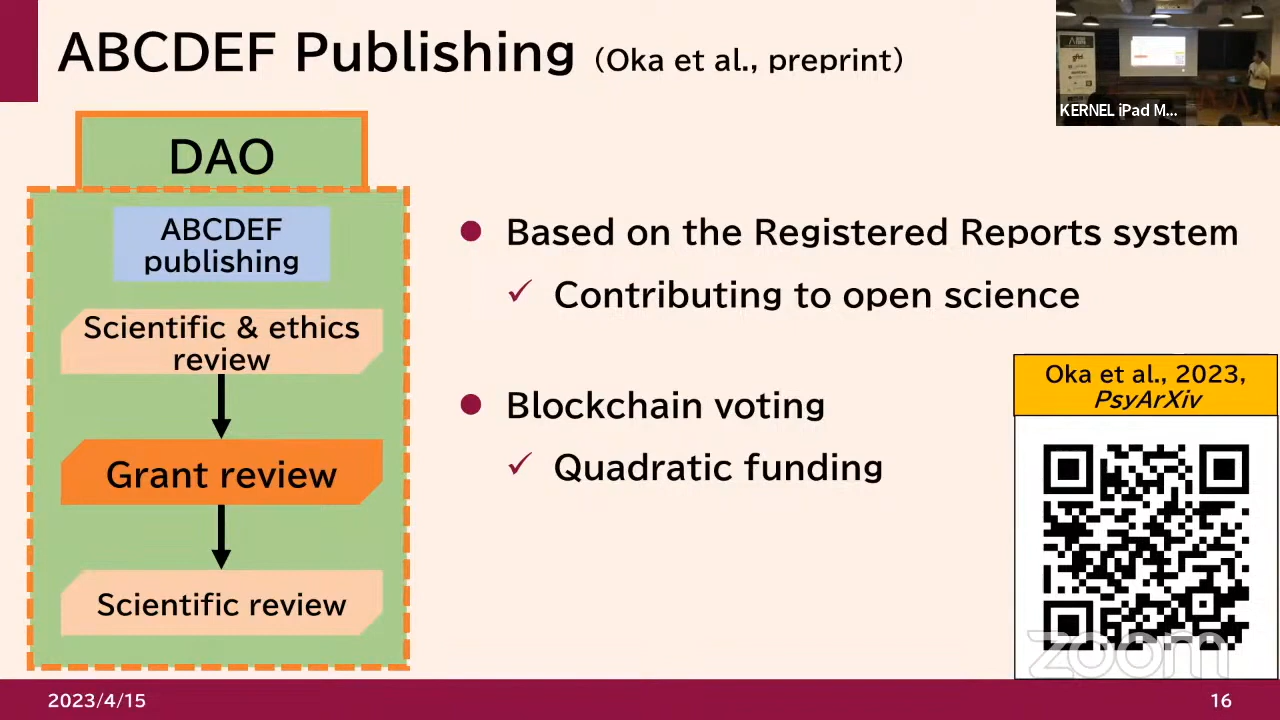 ABCDEF Publishing (Oka et al., preprint)
KERNEL iPad M...
DAO
ABCDEF
publishing
Scientific & ethics
review
Grant review
Scientific review
● Based on the Registered Reports system
✓ Contributing to open science
● Blockchain voting
✓ Quadratic funding
Oka et al., 2023,
PsyArXiv
zoom
2023/4/15
16